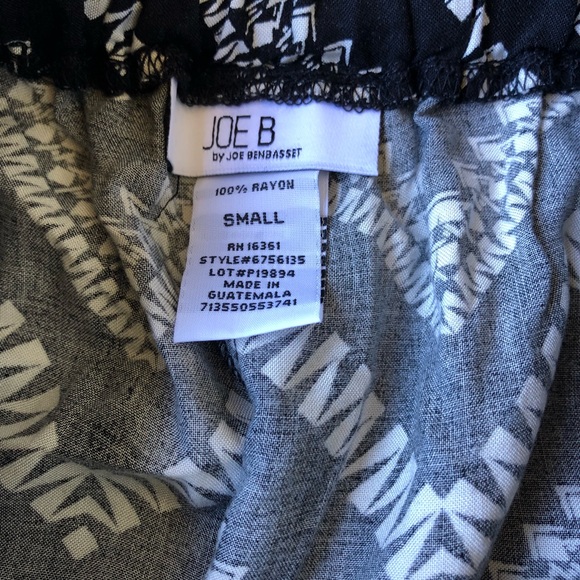 JOE B
by JOE BENBASSET
100% RAYON
SMALL
RN 16361
STYLE#6756135
LOT#P19894
MADE IN
GUATEMALA
713550553741